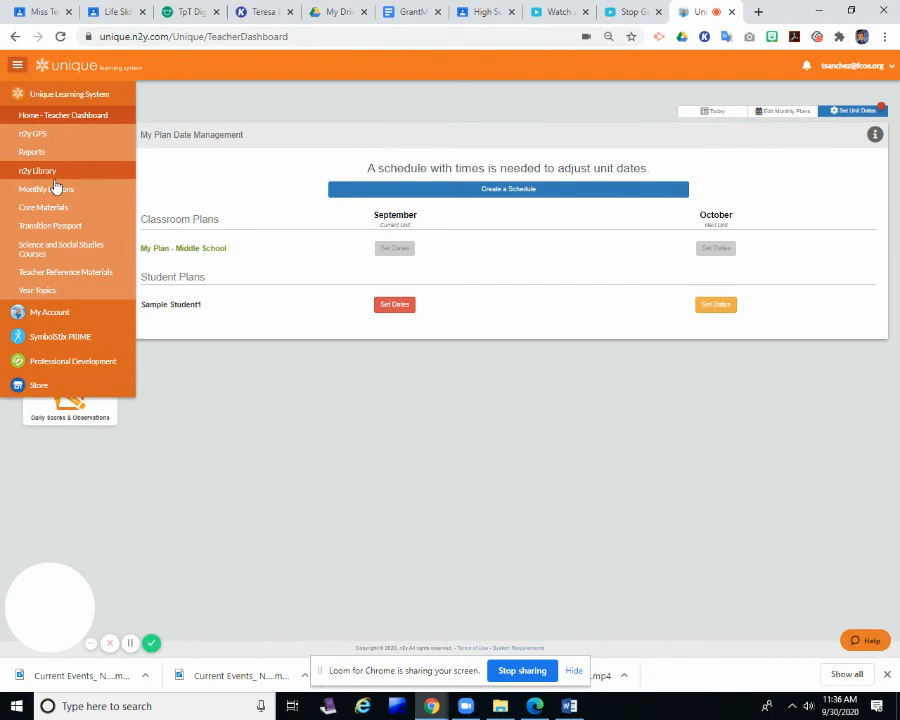 Miss Te
Life Skil
TpT Dig
Teresa
My Driv
GrantM
High Sc
Watch
Stop G
Uni
unique.n2y.com/Unique/TeacherDashboard
unique learning system
tsanchez@fcoe.org
Unique Learning System
Home - Teacher Dashboard
n2y GPS
Reports
n2y Library
Monthly
Core Materials
Transition Passport
Science and Social Studies
Courses
Teacher Reference Materials
Year Topics
My Account
SymbolStix PRIME
Professional Development
Store
Today
Edit Monthly Plans
Set Unit Dates
My Plan Date Management
A schedule with times is needed to adjust unit dates.
Create a Schedule
September
October
Classroom Plans
Current Unit
Next Unit
My Plan - Middle School
Set Dates
Set Dates
Student Plans
Sample Student1
Set Dates
Set Dates
Daily Scores & Observations
Help
Copyright © 2020, n2y All rights reserved. - Terms of Use - System Requirements
Current Events_ N....m...
Current Events_ N....m...
Loom for Chrome is sharing your screen.
Stop sharing
Hide
.mp4
Show all
Type here to search
11:36 AM
9/30/2020